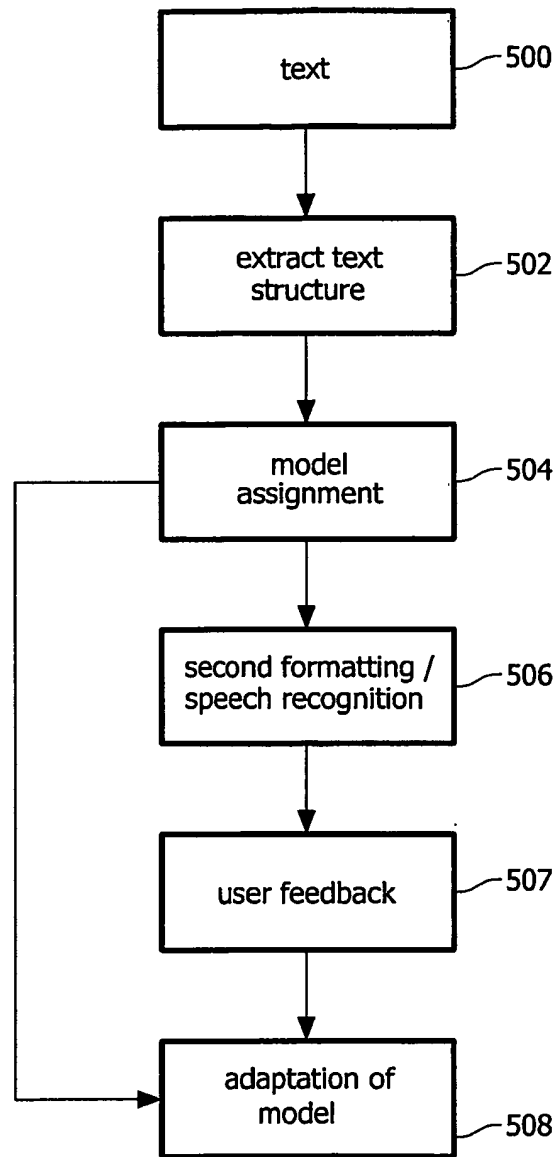 text
500
extract text
structure
502
model
assignment
504
second formatting /
speech recognition
506
user feedback
507
adaptation of
model
508